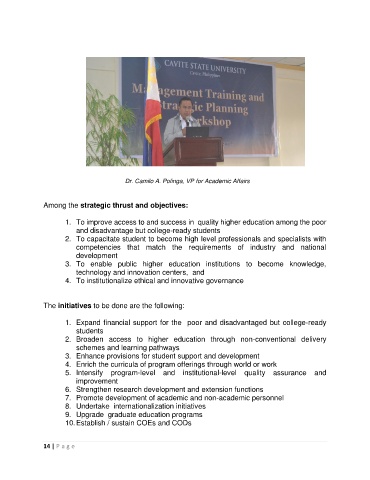 CAVITE STATE UNIVERSITY
Cavite, Philippines
Management Training and
Strategic Planning
Workshop
Dr. Camilo A. Polinga, VP for Academic Affairs
Among the strategic thrust and objectives:
1. To improve access to and success in quality higher education among the poor
and disadvantage but college-ready students
2. To capacitate student to become high level professionals and specialists with
competencies that match the requirements of industry and national
development
3. To enable public higher education institutions to become knowledge,
technology and innovation centers, and
4. To institutionalize ethical and innovative governance
The initiatives to be done are the following:
1. Expand financial support for the poor and disadvantaged but college-ready
students
2. Broaden access to higher education through non-conventional delivery
schemes and learning pathways
3. Enhance provisions for student support and development
4. Enrich the curricula of program offerings through world or work
5. Intensify program-level and institutional-level quality assurance and
improvement
6. Strengthen research development and extension functions
7. Promote development of academic and non-academic personnel
8. Undertake internationalization initiatives
9. Upgrade graduate education programs
10. Establish / sustain COEs and CODs
14 | Page